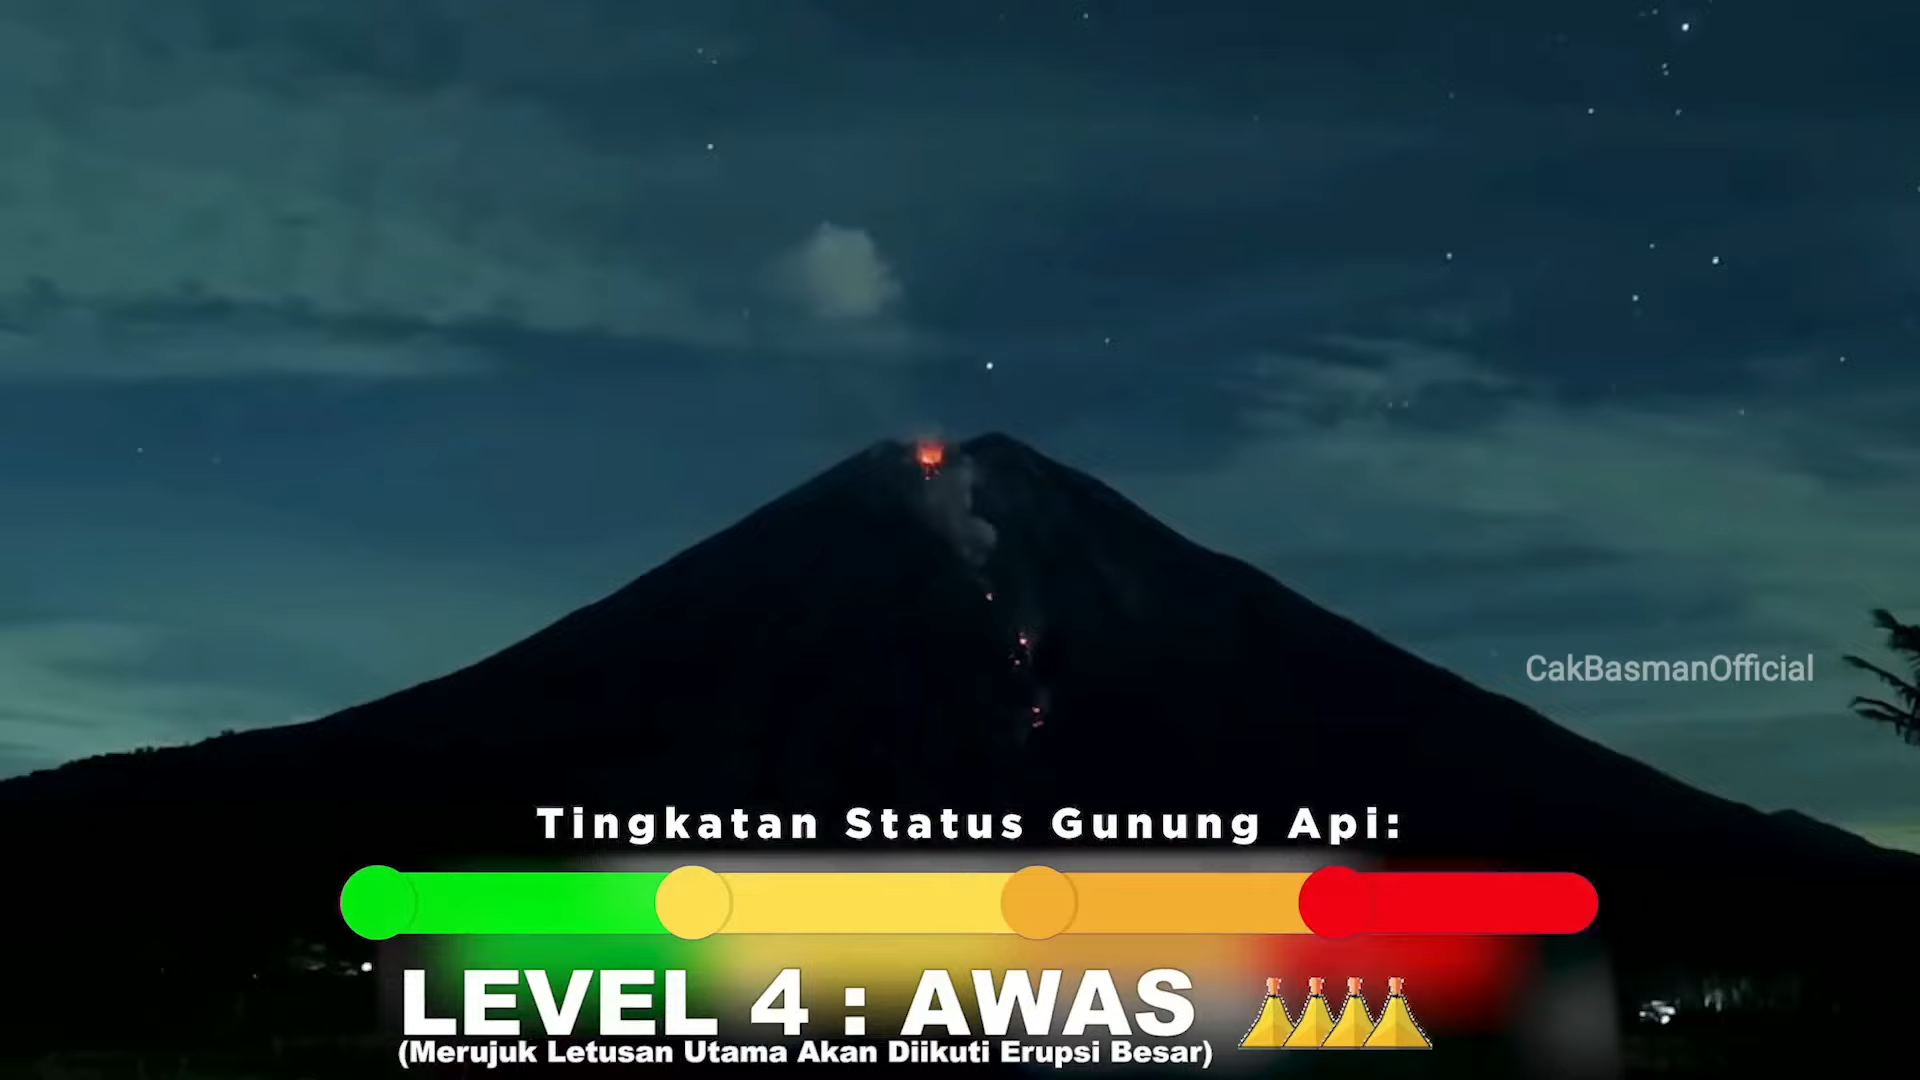 CakBasmanOfficial
Tingkatan Status Gunung Api:
LEVEL 4 : AWAS
(Merujuk Letusan Utama Akan Diikuti Erupsi Besar)